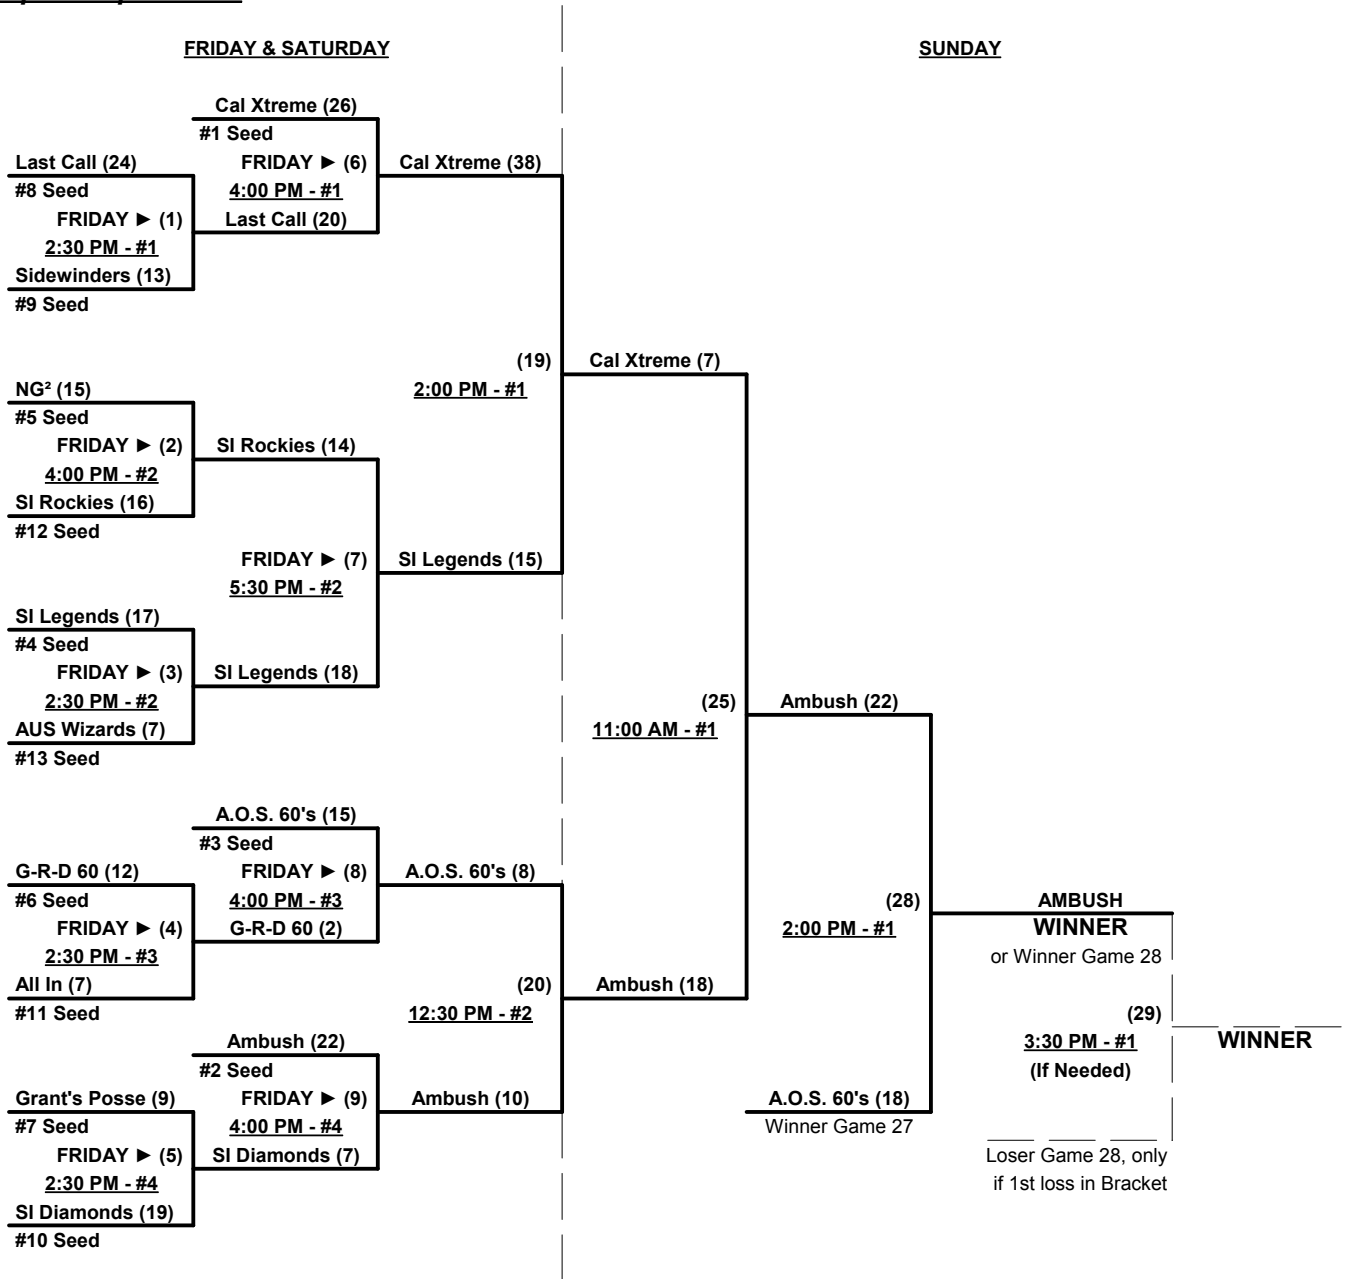 FRIDAY & SATURDAY
SUNDAY
Cal Xtreme (26)
#1 Seed
Last Call (24)
FRIDAY ► (6)
Cal Xtreme (38)
#8 Seed
4:00 PM - #1
FRIDAY ► (1)
Last Call (20)
2:30 PM - #1
Sidewinders (13)
#9 Seed
(19)
Cal Xtreme (7)
NG² (15)
2:00 PM - #1
#5 Seed
FRIDAY ► (2)
SI Rockies (14)
4:00 PM - #2
SI Rockies (16)
#12 Seed
FRIDAY ► (7)
SI Legends (15)
5:30 PM - #2
SI Legends (17)
#4 Seed
FRIDAY ► (3)
SI Legends (18)
2:30 PM - #2
(25)
Ambush (22)
AUS Wizards (7)
11:00 AM - #1
#13 Seed
A.O.S. 60's (15)
#3 Seed
G-R-D 60 (12)
FRIDAY ► (8)
A.O.S. 60's (8)
#6 Seed
4:00 PM - #3
(28)
AMBUSH
FRIDAY ► (4)
G-R-D 60 (2)
2:00 PM - #1
WINNER
2:30 PM - #3
or Winner Game 28
All In (7)
(20)
Ambush (18)
#11 Seed
12:30 PM - #2
(29)
Ambush (22)
3:30 PM - #1
WINNER
#2 Seed
(If Needed)
Grant's Posse (9)
FRIDAY ► (9)
Ambush (10)
A.O.S. 60's (18)
#7 Seed
4:00 PM - #4
Winner Game 27
FRIDAY ► (5)
SI Diamonds (7)
Loser Game 28, only
2:30 PM - #4
if 1st loss in Bracket
SI Diamonds (19)
#10 Seed